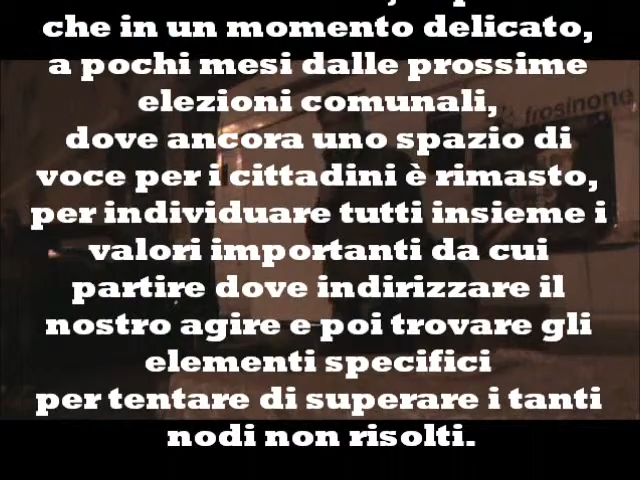 che in un momento delicato,
a pochi mesi dalle prossime
elezioni comunali,
dove ancora uno spazio di
voce per i cittadini è rimasto,
per individuare tutti insieme i
valori importanti da cui
partire dove indirizzare il
nostro agire e poi trovare gli
elementi specifici
per tentare di superare i tanti
nodi non risolti.
frosinone